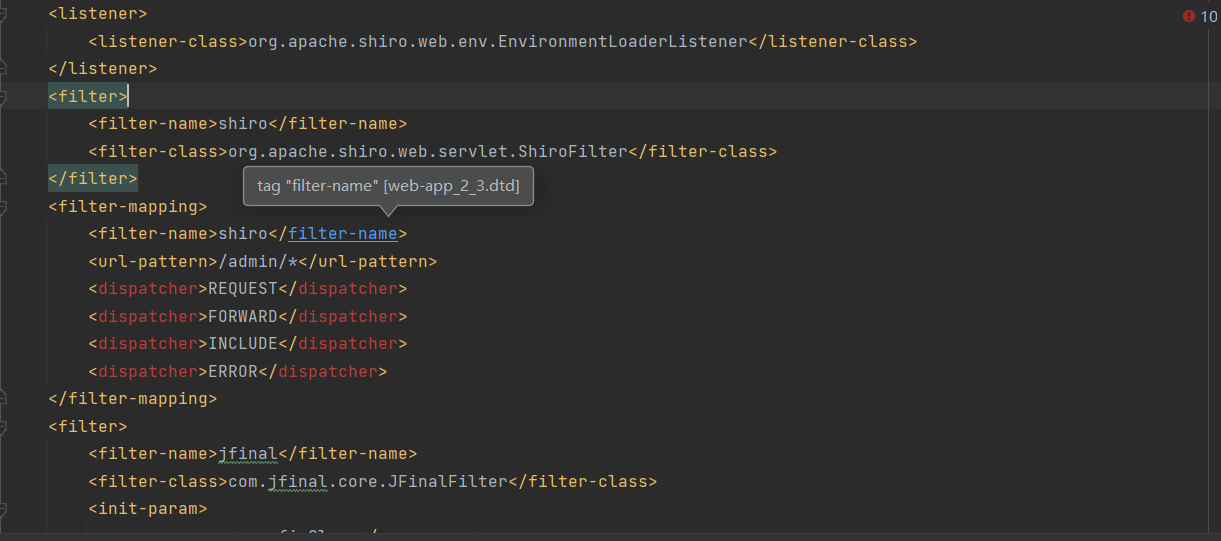 <listener>
10
<listener-class>org.apache.shiro.web.env.EnvironmentLoaderListener</listener-class>
</listener>
<filter>
<filter-name>shiro</filter-name>
<filter-class>org.apache.shiro.web.servlet.ShiroFilter</filter-class>
</filter>
tag "filter-name" [web-app_2_3.dtd]
<filter-mapping>
<filter-name>shiro</filter-name>
<url-pattern>/admin/*</url-pattern>
<dispatcher>REQUEST</dispatcher>
<dispatcher>FORWARD</dispatcher>
<dispatcher>INCLUDE</dispatcher>
<dispatcher>ERROR</dispatcher>
</filter-mapping>
<filter>
<filter-name>jfinal</filter-name>
<filter-class>com.jfinal.core.JFinalFilter</filter-class>
<init-param>